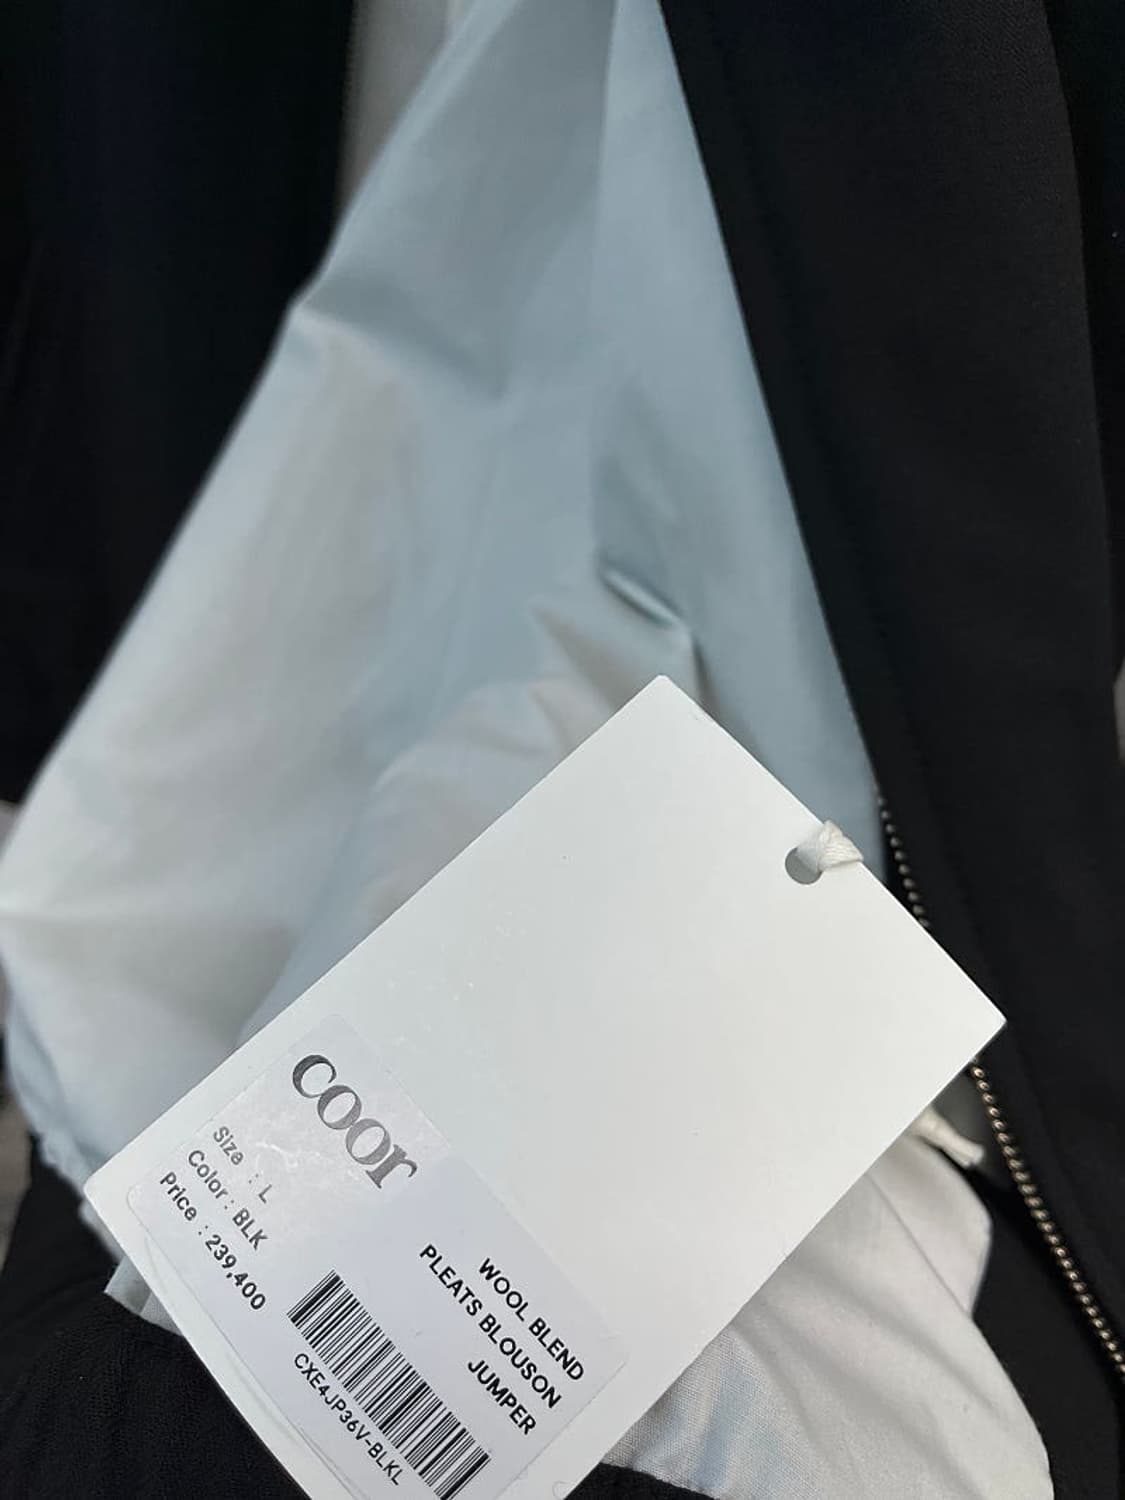 coor
Size : L
Color : BLK
Price : 239,400
WOOL BLEND
PLEATS BLOUSON
JUMPER
CXE4JP36V-BLKL